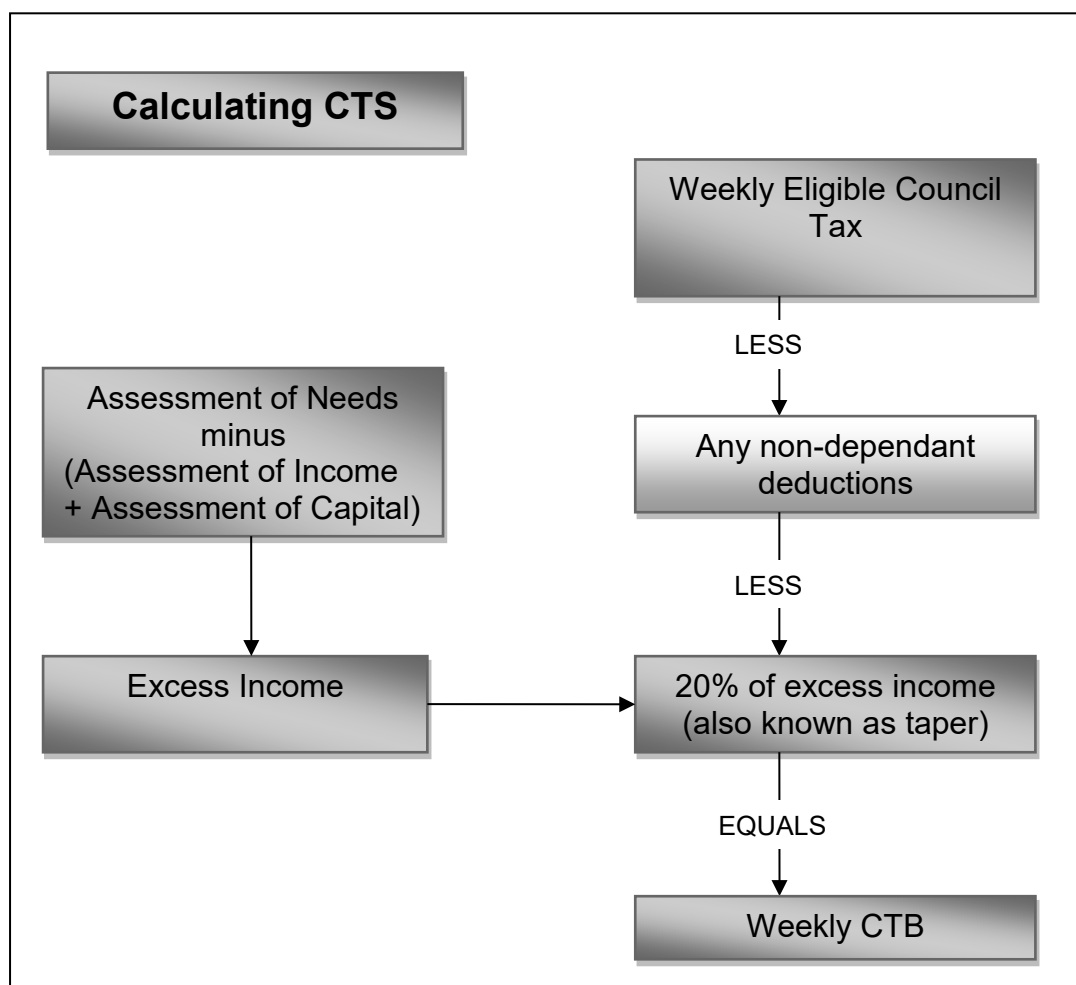 Calculating CTS
Weekly Eligible Council
Tax
LESS
Assessment of Needs
minus
(Assessment of Income
+ Assessment of Capital)
Any non-dependant
deductions
LESS
Excess Income
20% of excess income
(also known as taper)
EQUALS
Weekly CTB